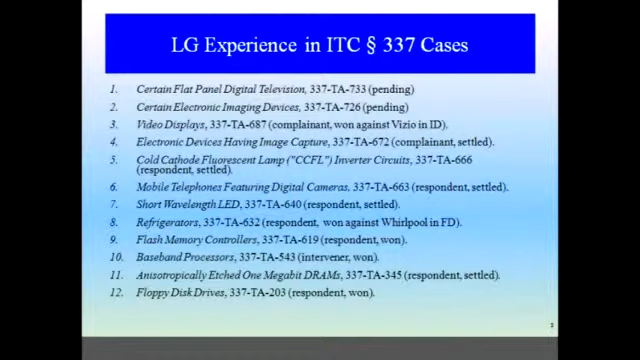 LG Experience in ITC § 337 Cases
1. Certain Flat Panel Digital Television, 337-TA-733 (pending)
2. Certain Electronic Imaging Devices, 337-TA-726 (pending)
3. Video Displays, 337-TA-687 (complainant, won against Vizio in ID).
4. Electronic Devices Having Image Capture, 337-TA-672 (complainant, settled).
5. Cold Cathode Fluorescent Lamp ("CCFL") Inverter Circuits, 337-TA-666
(respondent, settled).
6. Mobile Telephones Featuring Digital Cameras, 337-TA-663 (respondent, settled).
7. Short Wavelength LED, 337-TA-640 (respondent, settled).
8. Refrigerators, 337-TA-632 (respondent, won against Whirlpool in FD).
9. Flash Memory Controllers, 337-TA-619 (respondent, won).
10. Baseband Processors, 337-TA-543 (intervener, won).
11. Anisotropically Etched One Megabit DRAMs, 337-TA-345 (respondent, settled).
12. Floppy Disk Drives, 337-TA-203 (respondent, won).